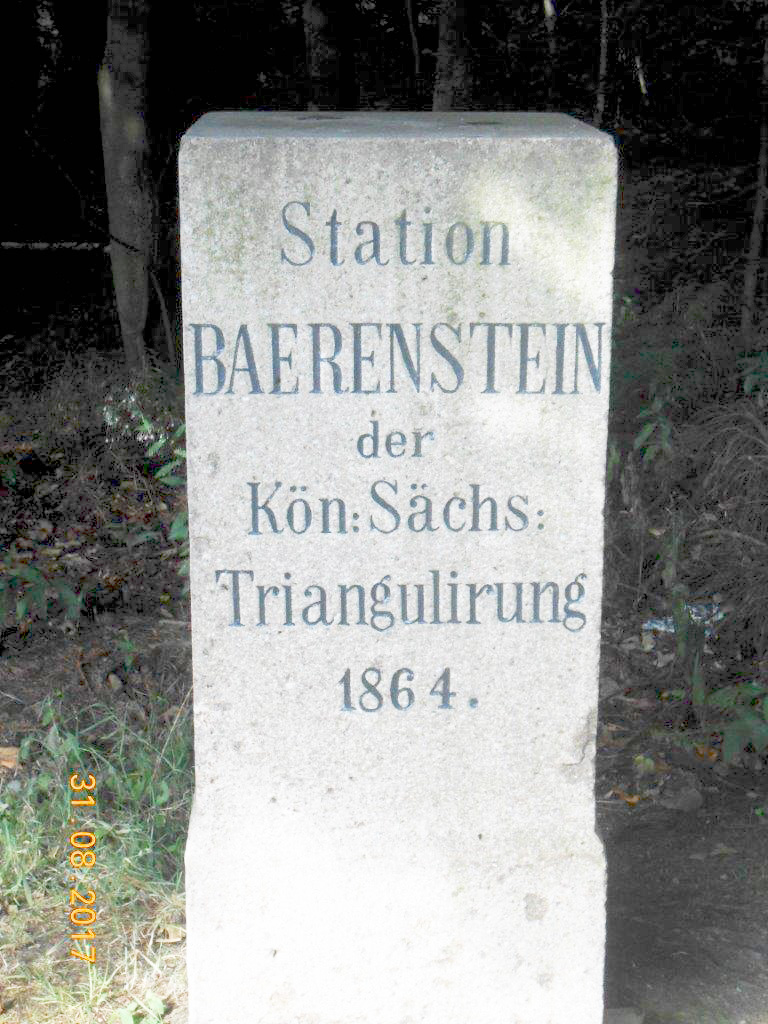 Station
BAERENSTEIN
der
Kön: Sächs:
Triangulirung
1864.
31.08.2017